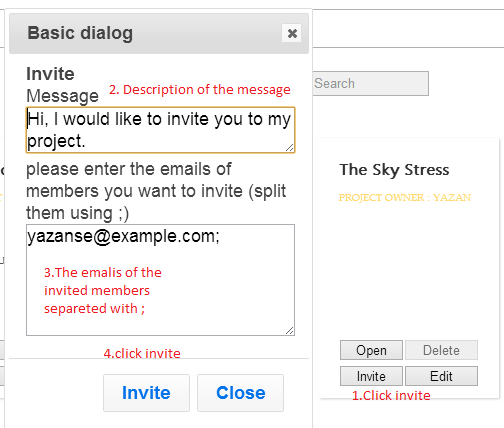 Basic dialog
Invite
Message
2. Description of the message
Hi, I would like to invite you to my
project.
please enter the emails of
members you want to invite (split
them using ;)
yazanse@example.com;
3.The emalis of the
invited members
separeted with ;
4.click invite
Invite
Close
Search
The Sky Stress
PROJECT OWNER : YAZAN
Open
Delete
Invite
Edit
1.Click invite